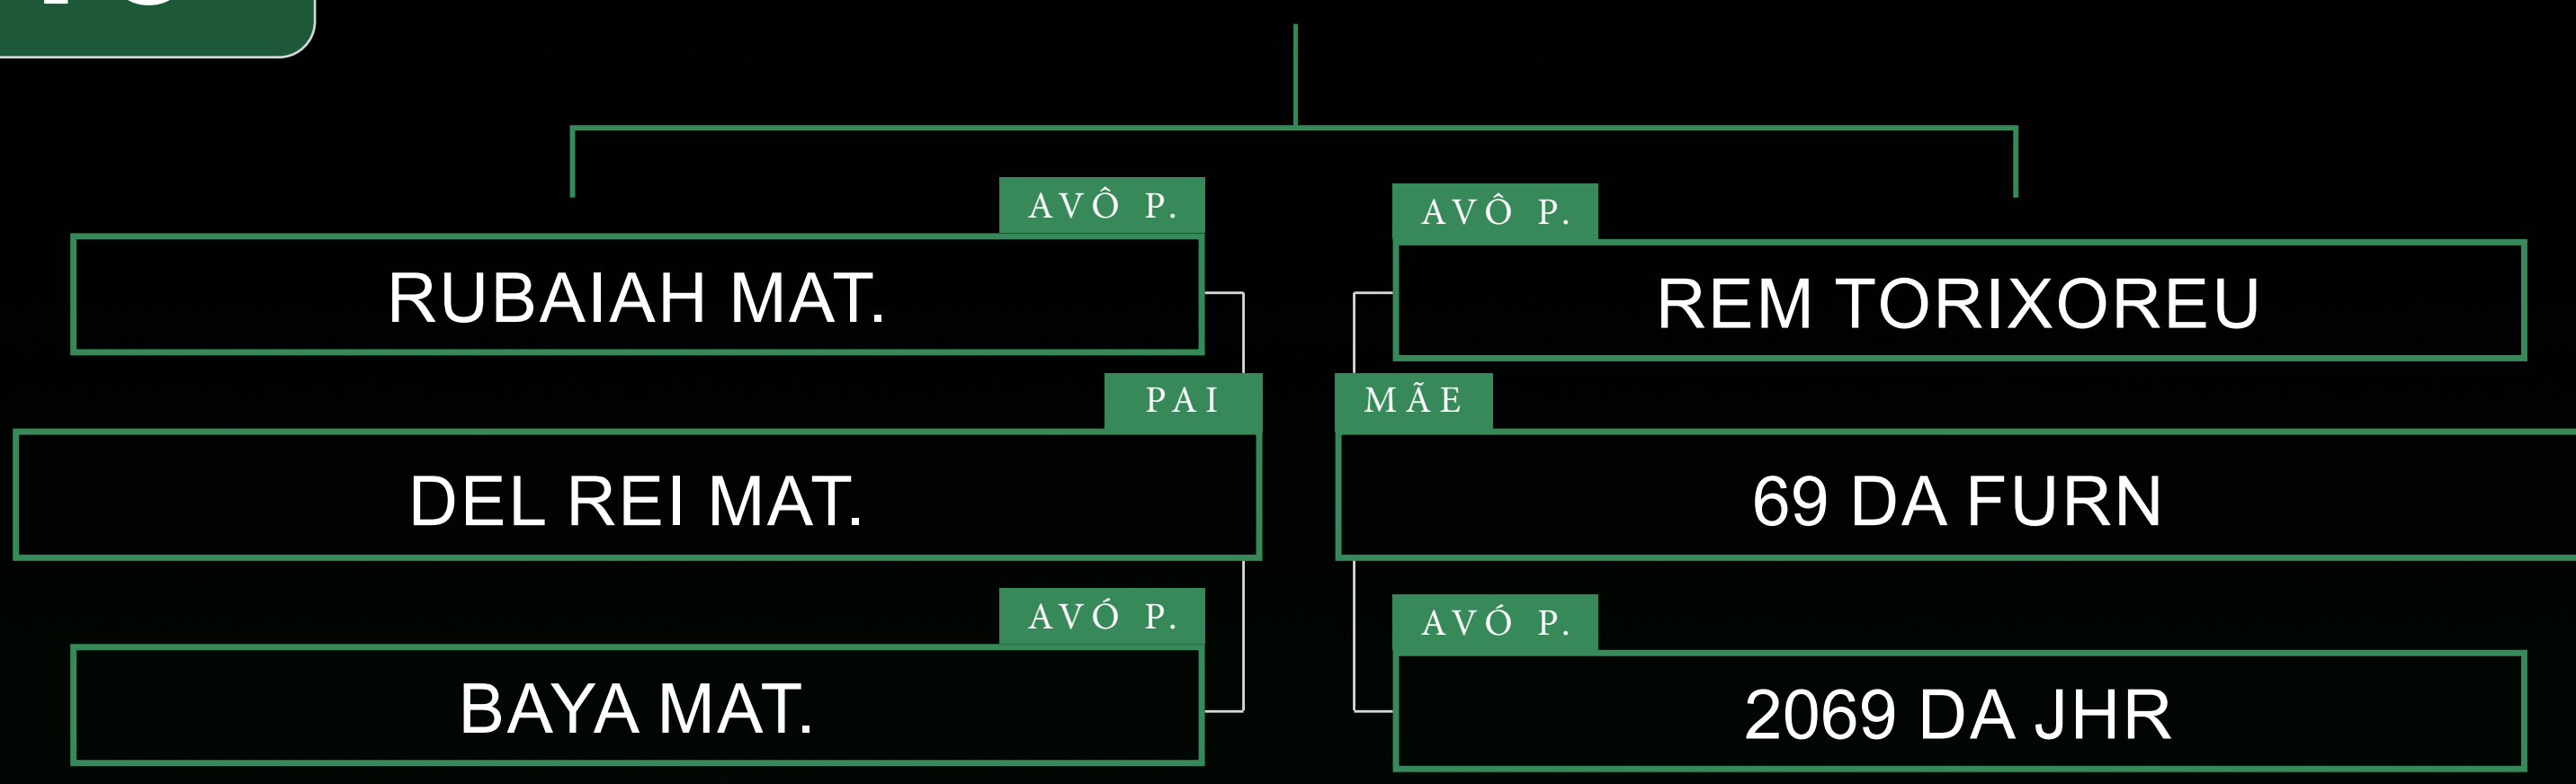 AVÔ P.
RUBAIAH MAT.
PAI
DEL REI MAT.
AVÓ P.
BAYA MAT.
AVÔ P.
REM TORIXOREU
MÃE
69 DA FURN
AVÓ P.
2069 DA JHR